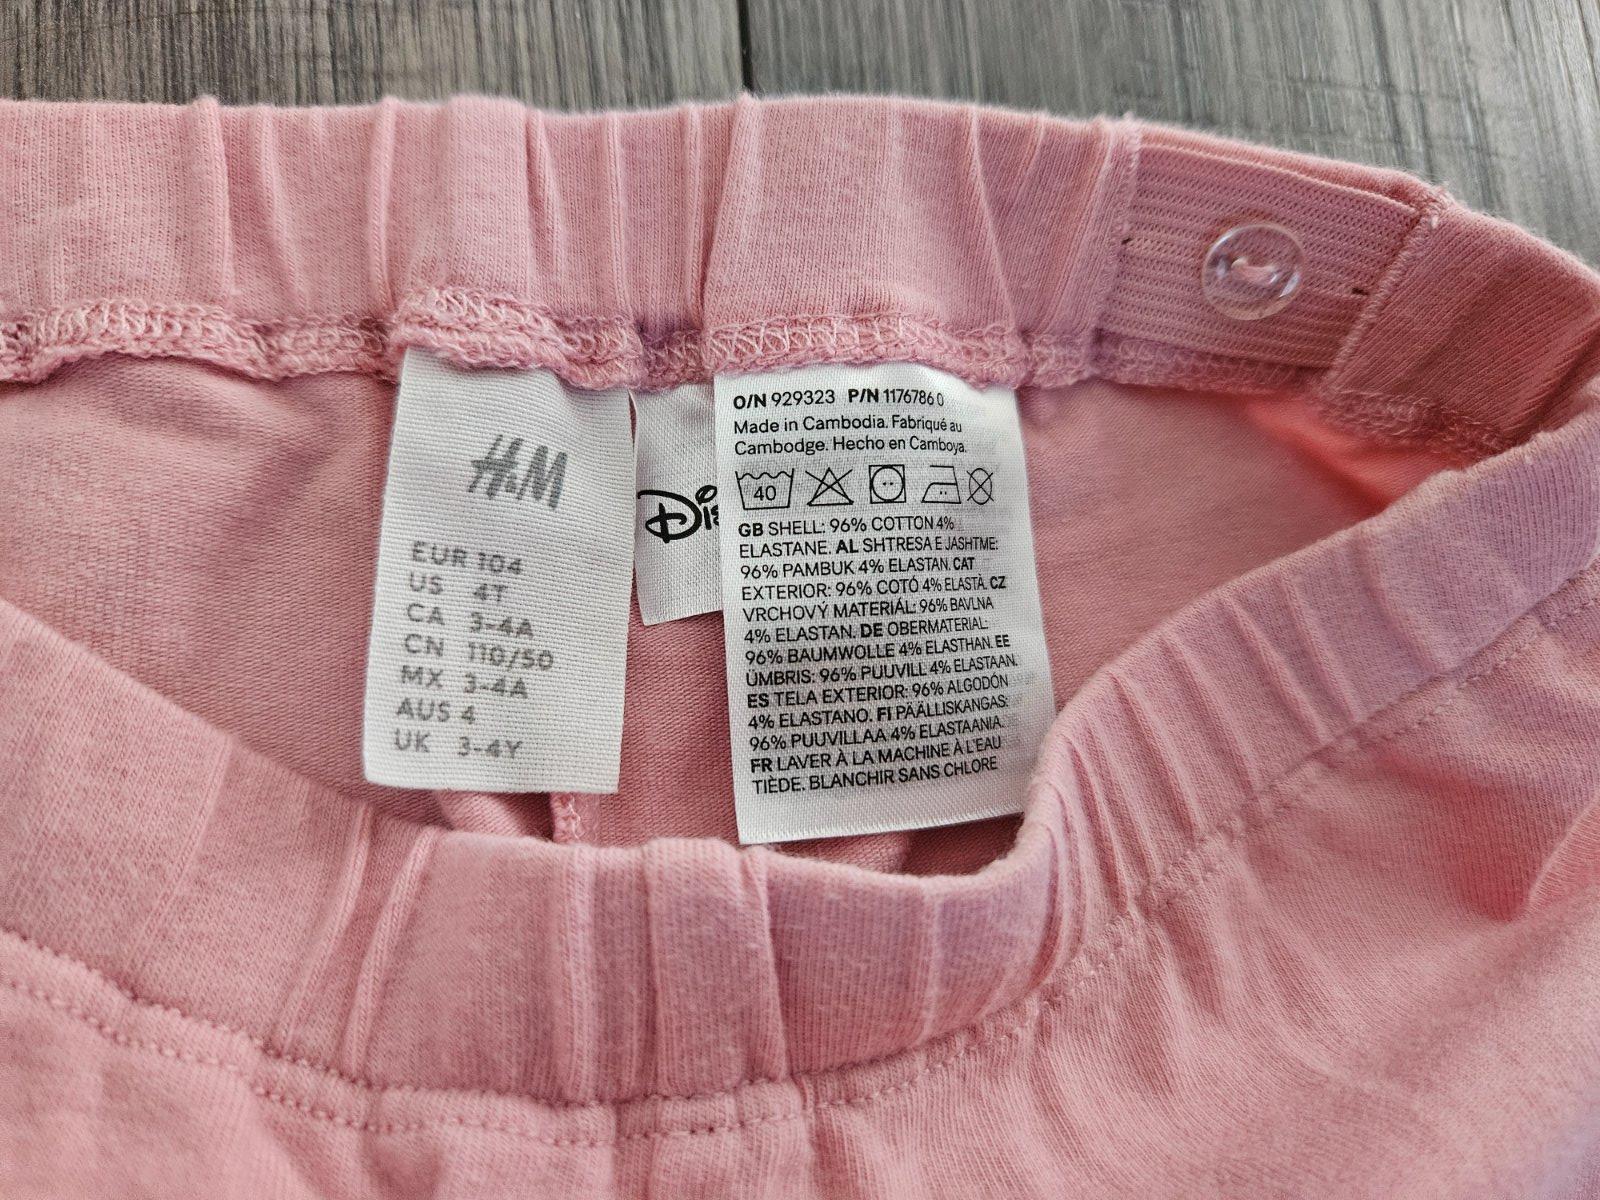 H&M
EUR 104
US 4T
CA 3-4A
CN 110/50
MX 3-4A
AUS 4
UK 3-4Y
Dis
O/N 929323 P/N 1176786 0
Made in Cambodia. Fabriqué au
Cambodge. Hecho en Camboya.
40
GB SHELL: 96% COTTON 4%
ELASTANE. AL SHTRESA E JASHTME:
96% PAMBUK 4% ELASTAN. CAT
EXTERIOR: 96% COTÓ 4% ELASTÀ. CZ
VRCHOVÝ MATERIÁL: 96% BAVLNA
4% ELASTAN. DE OBERMATERIAL:
96% BAUMWOLLE 4% ELASTHAN. EE
ÜMBRIS: 96% PUUVILL 4% ELASTAAN.
ES TELA EXTERIOR: 96% ALGODÓN
4% ELASTANO. FI PÄÄLLISKANGAS:
96% PUUVILLAA 4% ELASTAANIA.
FR LAVER À LA MACHINE À L'EAU
TIÈDE. BLANCHIR SANS CHLORE